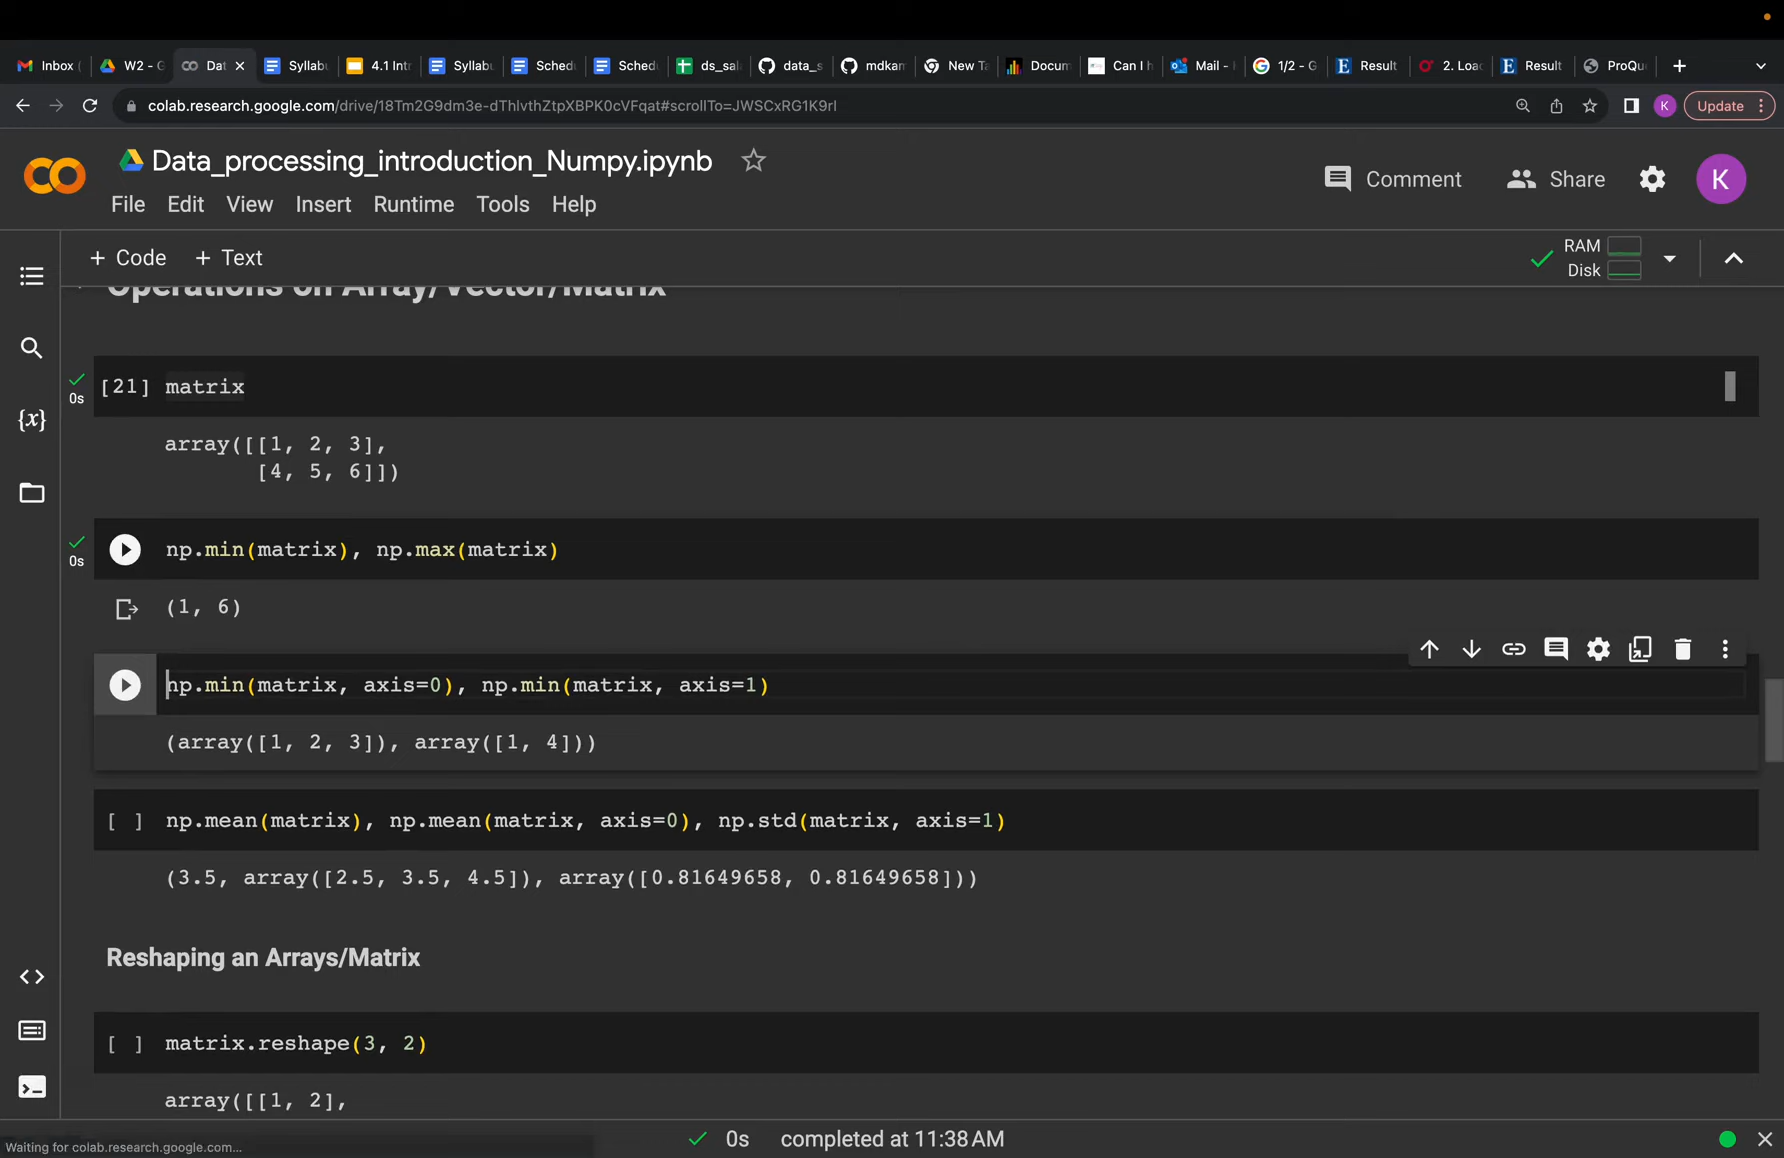 Inbox (
W2 - G
Dat
Syllabu
4.1 Intr
Syllabu
Schedu
Schedu
ds_sal
data_s
mdkam
New Ta
Docum
Can I h
Mail -
1/2 - G
Result
2. Loa
Result
ProQu
colab.research.google.com/drive/18Tm2G9dm3e-dThlvthZtpXBPK0cVFqat#scrollTo=JWSCxRG1K9rl
K
Update
Data_processing_introduction_Numpy.ipynb
Comment
Share
K
File Edit View Insert Runtime Tools Help
+ Code + Text
RAM
Disk
Operations on Array/Vector/Matrix
[21] matrix
0s
array([[1, 2, 3],
[4, 5, 6]])
np.min(matrix), np.max(matrix)
0s
(1, 6)
np.min(matrix, axis=0), np.min(matrix, axis=1)
(array([1, 2, 3]), array([1, 4]))
[ ] np.mean(matrix), np.mean(matrix, axis=0), np.std(matrix, axis=1)
(3.5, array([2.5, 3.5, 4.5]), array([0.81649658, 0.81649658]))
Reshaping an Arrays/Matrix
[ ] matrix.reshape(3, 2)
array([[1, 2],
Waiting for colab.research.google.com...
0s completed at 11:38 AM